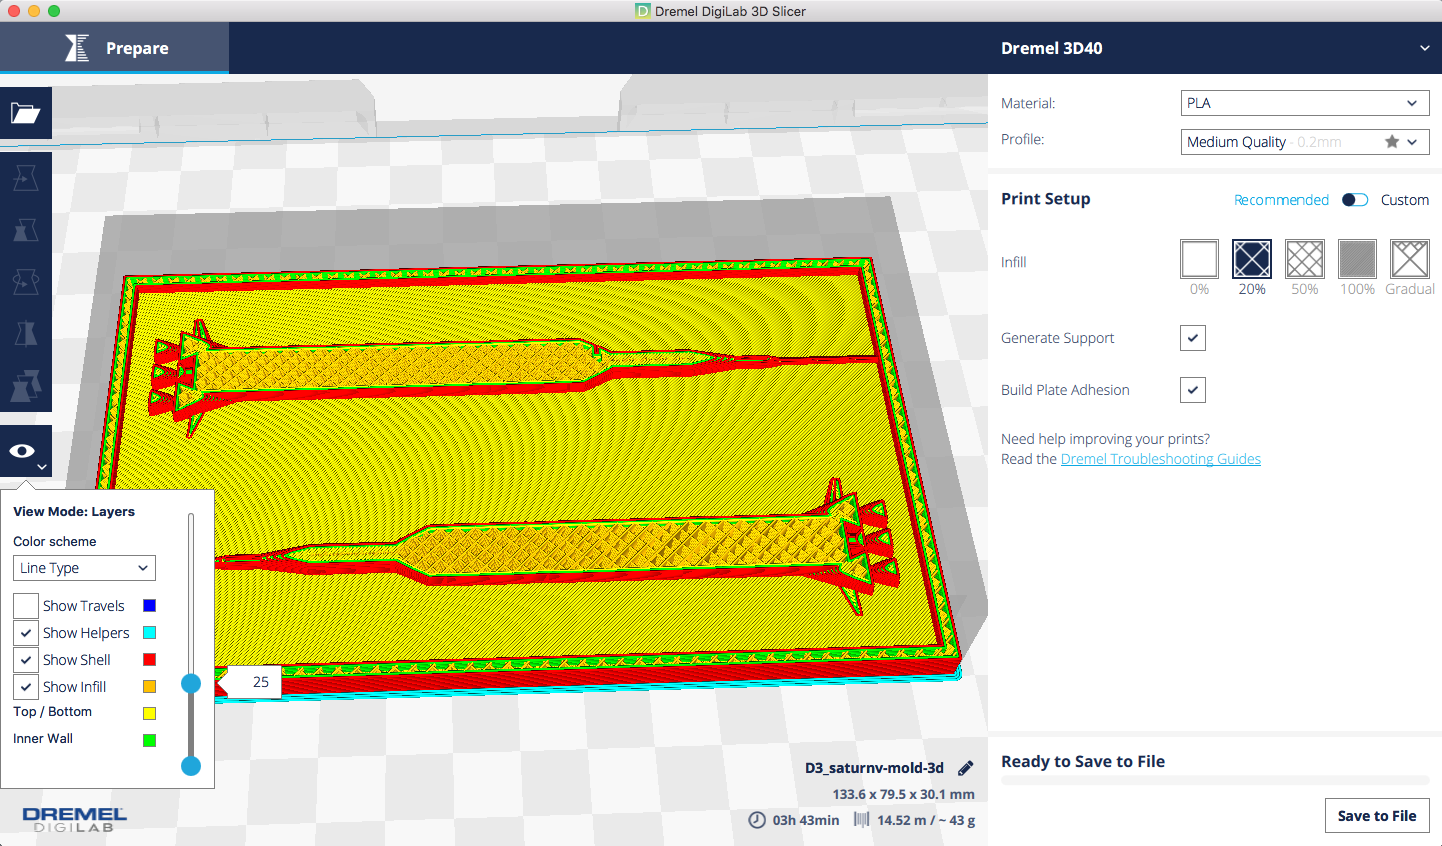 Dremel DigiLab 3D Slicer
Prepare
Dremel 3D40
Material:
PLA
Profile:
Medium Quality - 0.2mm
Print Setup
Recommended
Custom
Infill
0%
20%
50%
100%
Gradual
Generate Support
Build Plate Adhesion
Need help improving your prints?
Read the Dremel Troubleshooting Guides
View Mode: Layers
Color scheme
Line Type
Show Travels
Show Helpers
Show Shell
Show Infill
Top / Bottom
Inner Wall
25
D3_saturnv-mold-3d
133.6 x 79.5 x 30.1 mm
03h 43min
14.52 m / ~ 43 g
DREMEL
DIGILAB
Ready to Save to File
Save to File